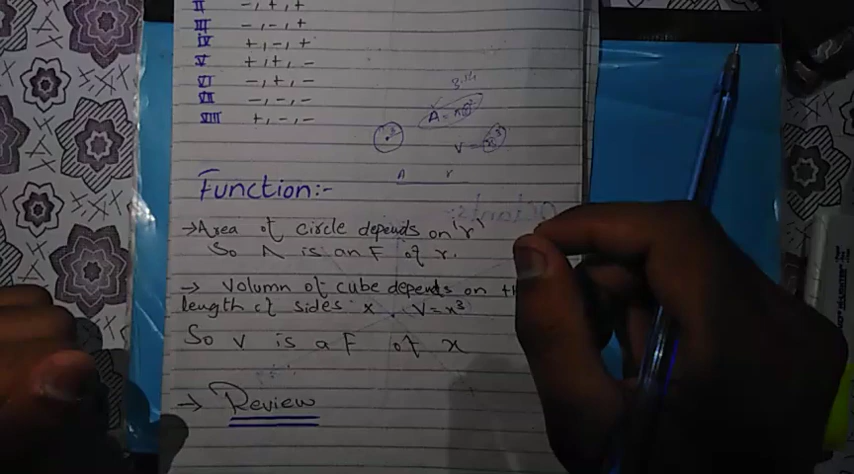 II -, +, +
III -, -, +
IV +, -, +
V +, +, -
VI -, +, -
VII -, -, -
VIII +, -, -
A = πr²
V = x³
A r
Function:-
→ Area of circle depends on 'r'
So A is an F of r.
→ Volumn of cube depends on
length of sides x V = x³
So V is a F of x
→ Review